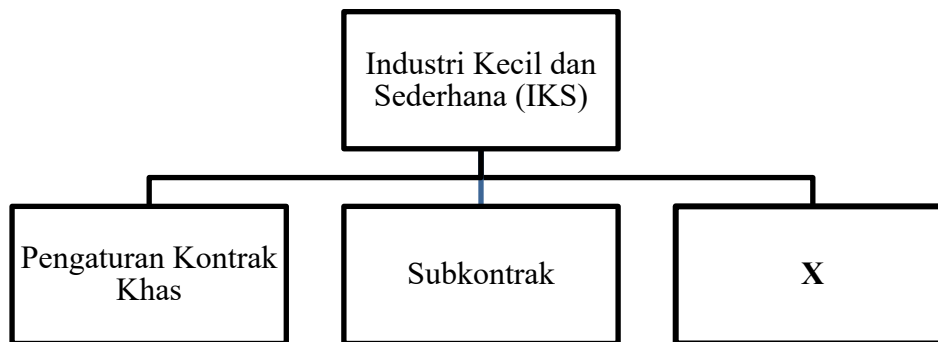 Industri Kecil dan
Sederhana (IKS)
Pengaturan Kontrak
Khas
Subkontrak
X